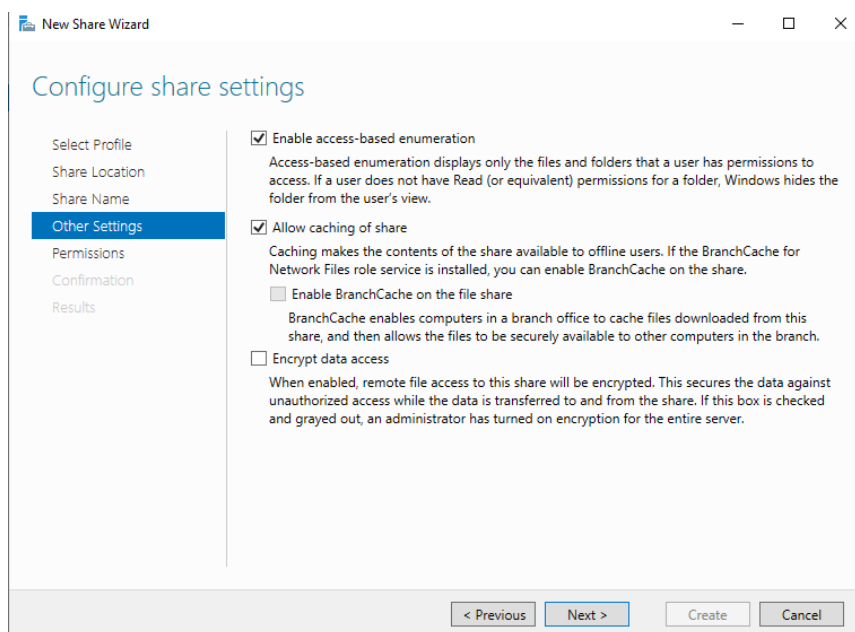 New Share Wizard
Configure share settings
Select Profile
Share Location
Share Name
Other Settings
Permissions
Confirmation
Results
Enable access-based enumeration
Access-based enumeration displays only the files and folders that a user has permissions to
access. If a user does not have Read (or equivalent) permissions for a folder, Windows hides the
folder from the user's view.
Allow caching of share
Caching makes the contents of the share available to offline users. If the BranchCache for
Network Files role service is installed, you can enable BranchCache on the share.
Enable BranchCache on the file share
BranchCache enables computers in a branch office to cache files downloaded from this
share, and then allows the files to be securely available to other computers in the branch.
Encrypt data access
When enabled, remote file access to this share will be encrypted. This secures the data against
unauthorized access while the data is transferred to and from the share. If this box is checked
and grayed out, an administrator has turned on encryption for the entire server.
< Previous
Next >
Create
Cancel